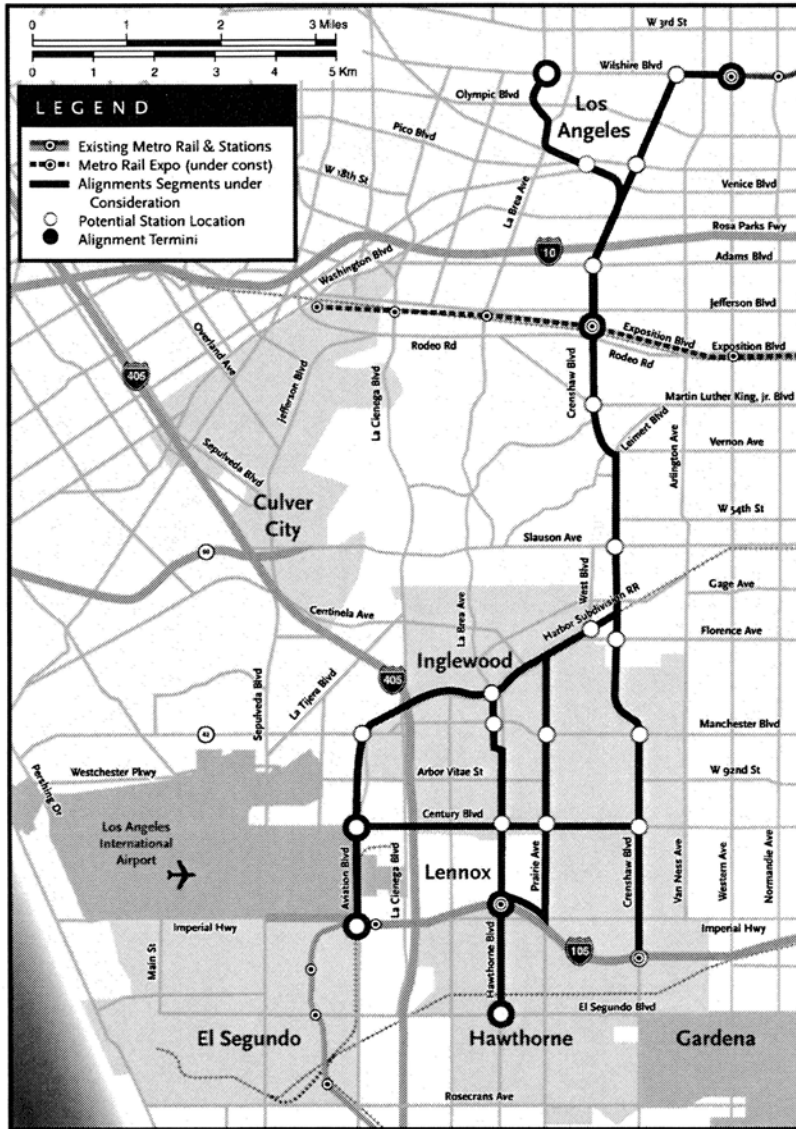 0 1 2 3 Miles
0 1 2 3 4 5 Km
LEGEND
Existing Metro Rail & Stations
Metro Rail Expo (under const)
Alignments Segments under
Consideration
Potential Station Location
Alignment Termini
W 3rd St
Wilshire Blvd
Olympic Blvd
Los
Angeles
Pico Blvd
W 18th St
La Brea Ave
Venice Blvd
Rosa Parks Fwy
Washington Blvd
10
Adams Blvd
Jefferson Blvd
Exposition Blvd
Exposition Blvd
Overland Ave
Rodeo Rd
Rodeo Rd
405
Jefferson Blvd
La Cienega Blvd
Crenshaw Blvd
Martin Luther King, Jr. Blvd
Leimert Blvd
Arlington Ave
Vernon Ave
Sepulveda Blvd
Culver
City
W 54th St
Slauson Ave
90
West Blvd
Gage Ave
Harbor Subdivision RR
Centinela Ave
La Brea Ave
Florence Ave
Inglewood
La Tijera Blvd
405
Sepulveda Blvd
42
Manchester Blvd
Pershing Dr
Westchester Pkwy
Arbor Vitae St
W 92nd St
Century Blvd
Los Angeles
International
Airport
Aviation Blvd
La Cienega Blvd
Lennox
Prairie Ave
Crenshaw Blvd
Van Ness Ave
Western Ave
Normandie Ave
Imperial Hwy
Imperial Hwy
Main St
Hawthorne Blvd
105
El Segundo Blvd
El Segundo
Hawthorne
Gardena
Rosecrans Ave